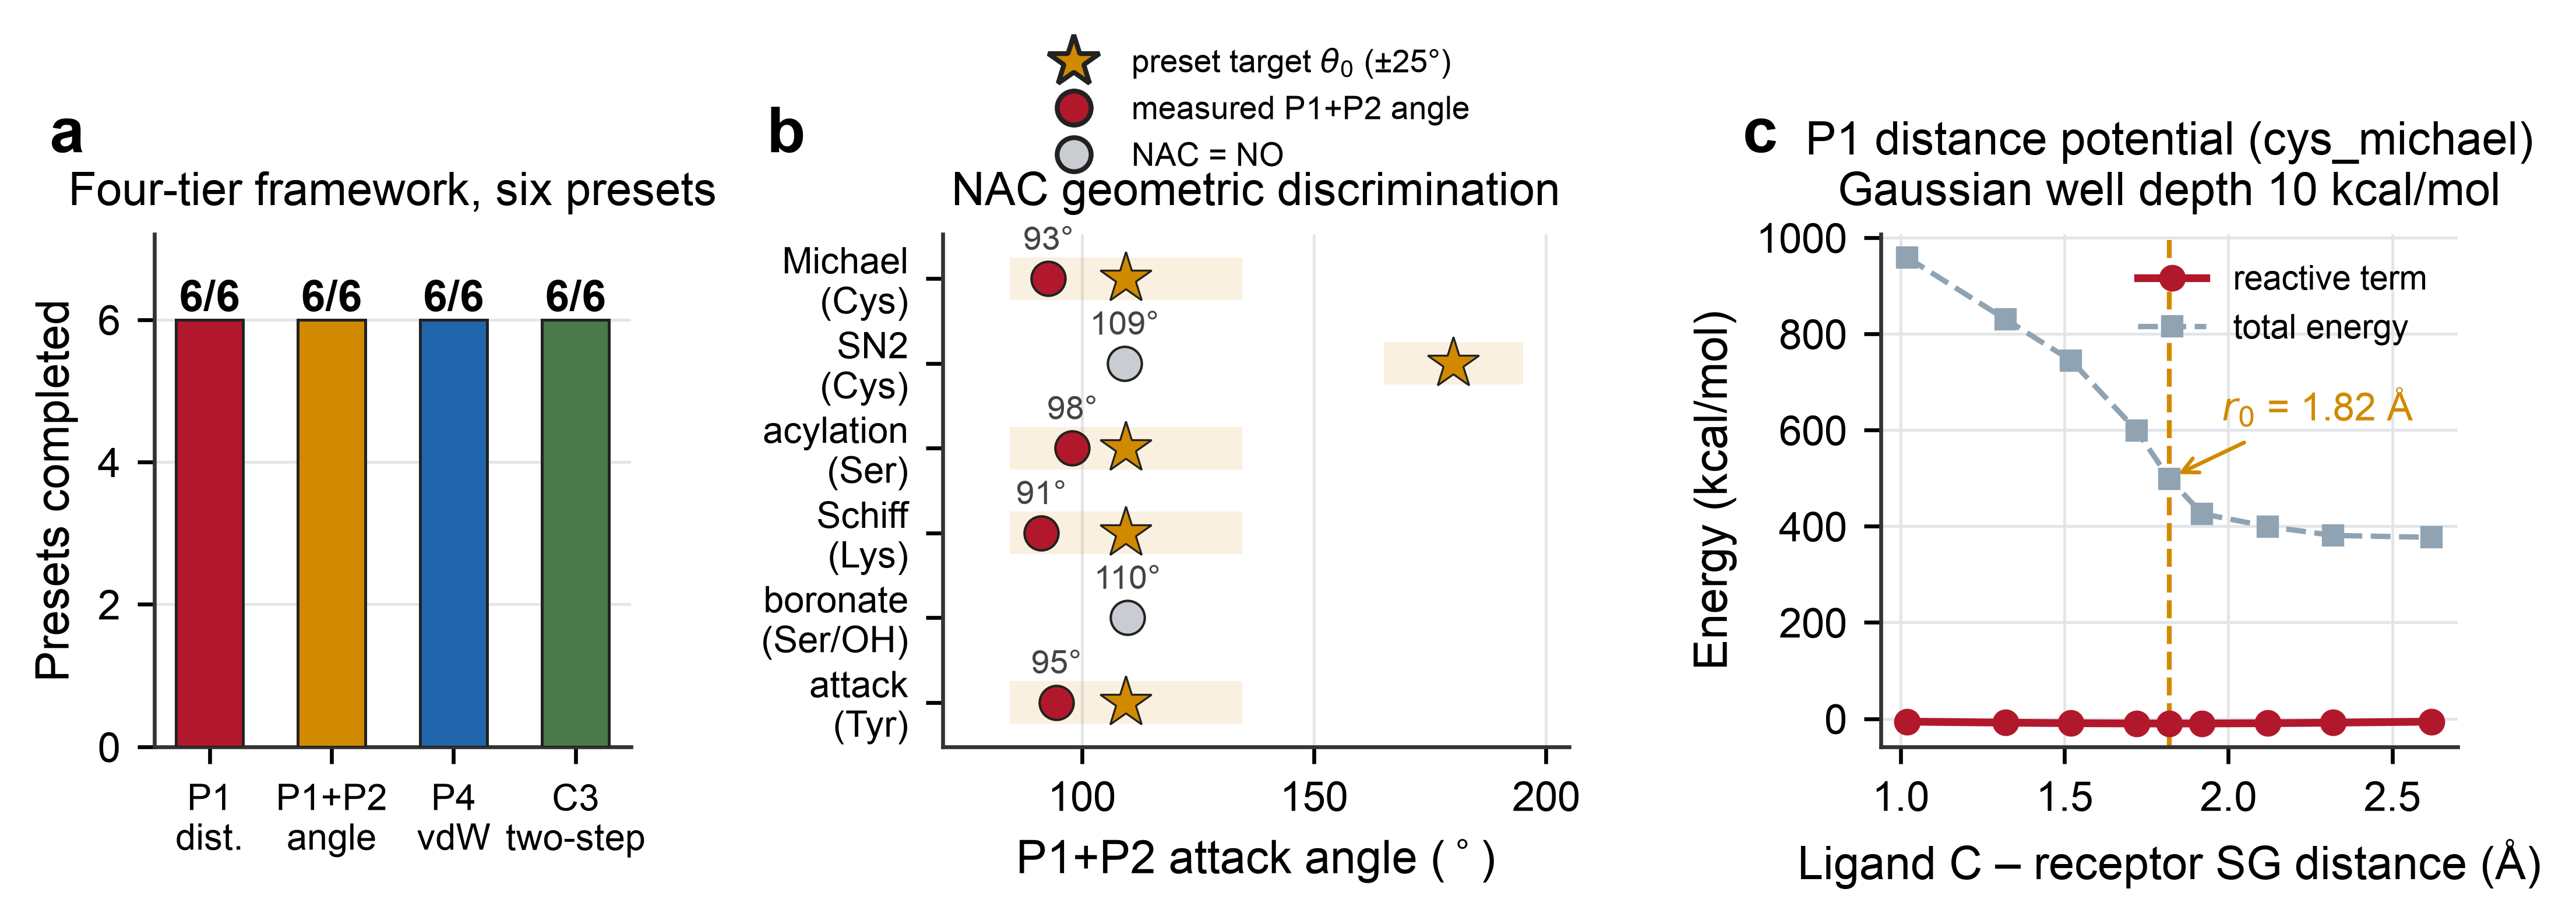 a
Four-tier framework, six presets
Presets completed
6
4
2
0
6/6
6/6
6/6
6/6
P1
dist.
P1+P2
angle
P4
vdW
C3
two-step
b
preset target θ₀ (±25°)
measured P1+P2 angle
NAC = NO
NAC geometric discrimination
Michael
(Cys)
SN2
(Cys)
acylation
(Ser)
Schiff
(Lys)
boronate
(Ser/OH)
attack
(Tyr)
93°
109°
98°
91°
110°
95°
100
150
200
P1+P2 attack angle (°)
c
P1 distance potential (cys_michael)
Gaussian well depth 10 kcal/mol
Energy (kcal/mol)
1000
800
600
400
200
0
reactive term
total energy
r₀ = 1.82 Å
1.0
1.5
2.0
2.5
Ligand C – receptor SG distance (Å)